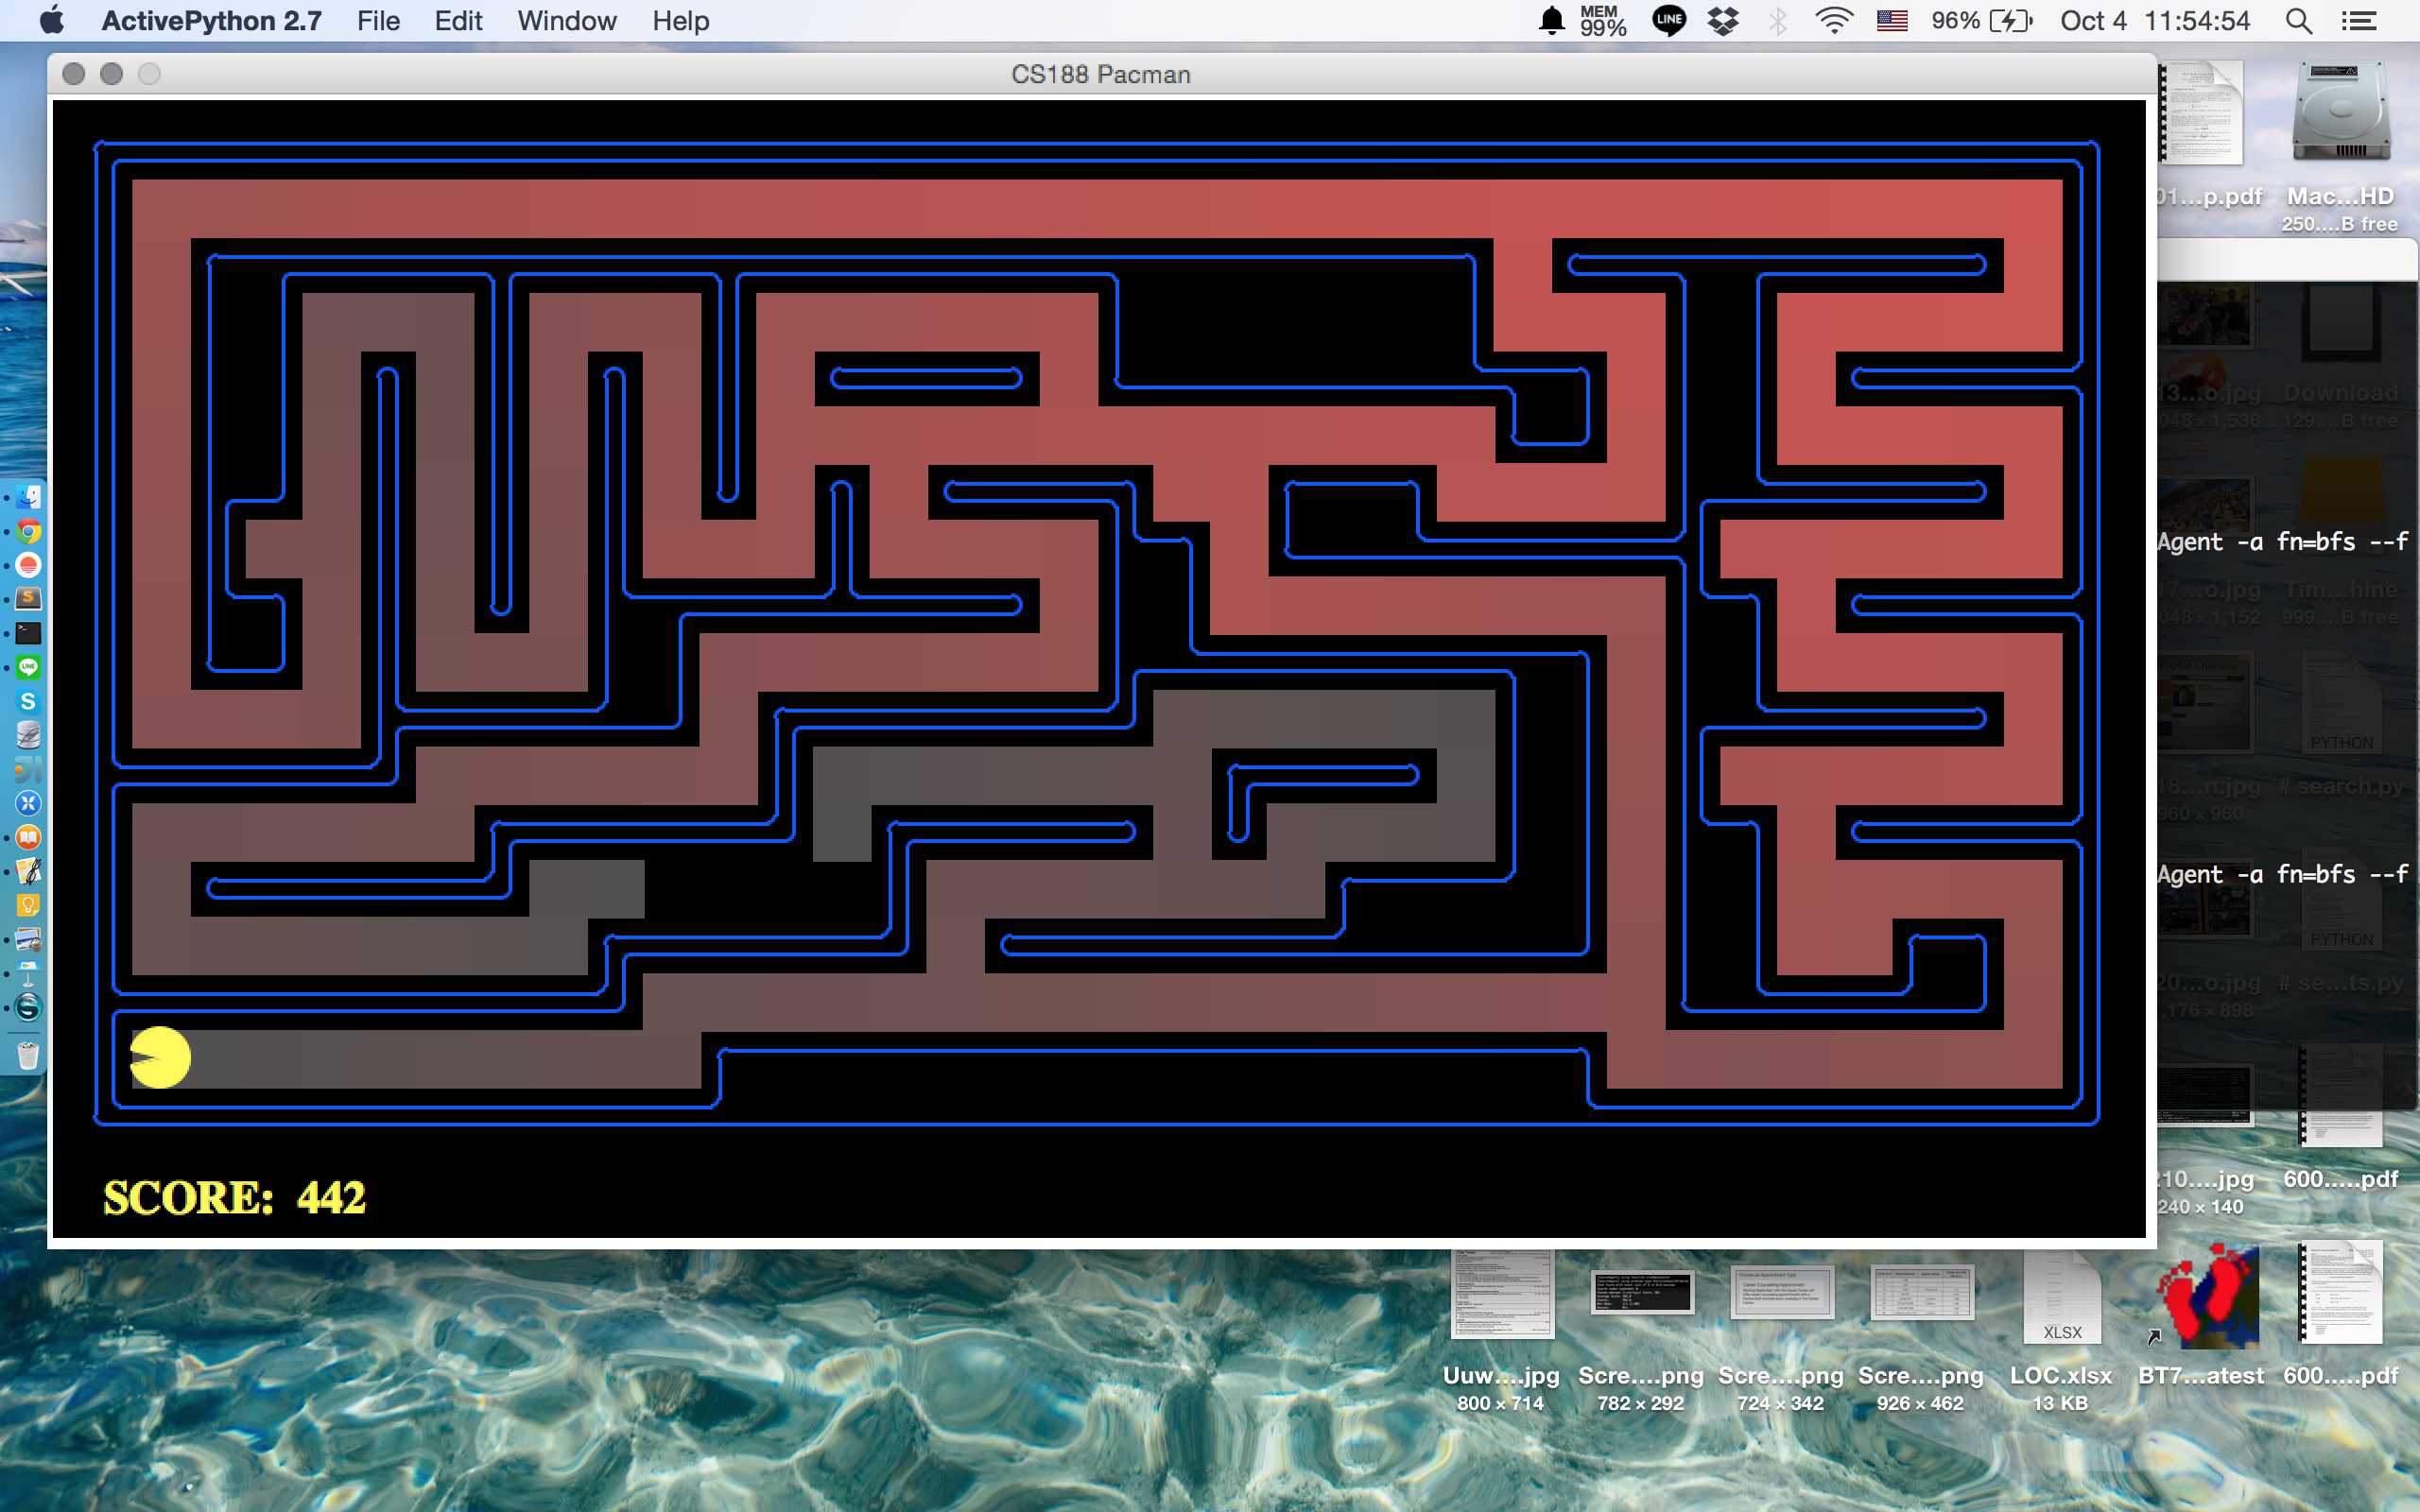 ActivePython 2.7 File Edit Window Help MEM 99% LINE 96% Oct 4 11:54:54
CS188 Pacman
01...p.pdf Mac...HD
250....B free
13...o.jpg Download
048 × 1,536 129....B free
Agent -a fn=bfs --f
17...o.jpg Tim...hine
048 × 1,152 999....B free
PYTHON
18...n.jpg # search.py
960 × 960
Agent -a fn=bfs --f
PYTHON
20...o.jpg # se...ts.py
,176 × 898
SCORE: 442
210....jpg 600.....pdf
240 × 140
XLSX
Uuw....jpg Scre....png Scre....png Scre....png LOC.xlsx BT7...atest 600.....pdf
800 × 714 782 × 292 724 × 342 926 × 462 13 KB